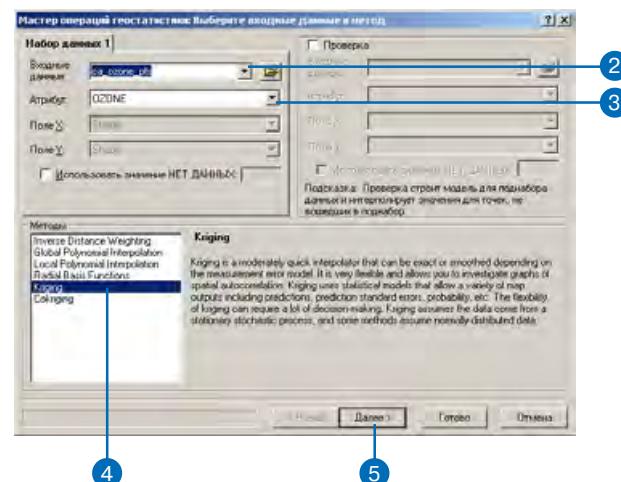 Мастер операций геостатистик: Выберите входные данные и метод
Набор данных 1
Проверка
Входные данные:
ca_ozone_pts
2
Атрибут:
OZONE
3
Поле X:
Shape
Поле Y:
Shape
Использовать значение НЕТ ДАННЫХ:
Подсказка: Проверка строит модель для поднабора
данных и интерполирует значения для точек, не
вошедших в поднабор
Методы
Inverse Distance Weighting
Global Polynomial Interpolation
Local Polynomial Interpolation
Radial Basis Functions
Kriging
Cokriging
Kriging
Kriging is a moderately quick interpolator that can be exact or smoothed depending on
the measurement error model. It is very flexible and allows you to investigate graphs of
spatial autocorrelation. Kriging uses statistical models that allow a variety of map
outputs including predictions, prediction standard errors, probability, etc. The flexibility
of kriging can require a lot of decision-making. Kriging assumes the data come from a
stationary stochastic process, and some methods assume normally-distributed data.
Далее >
Готово
Отмена
4
5